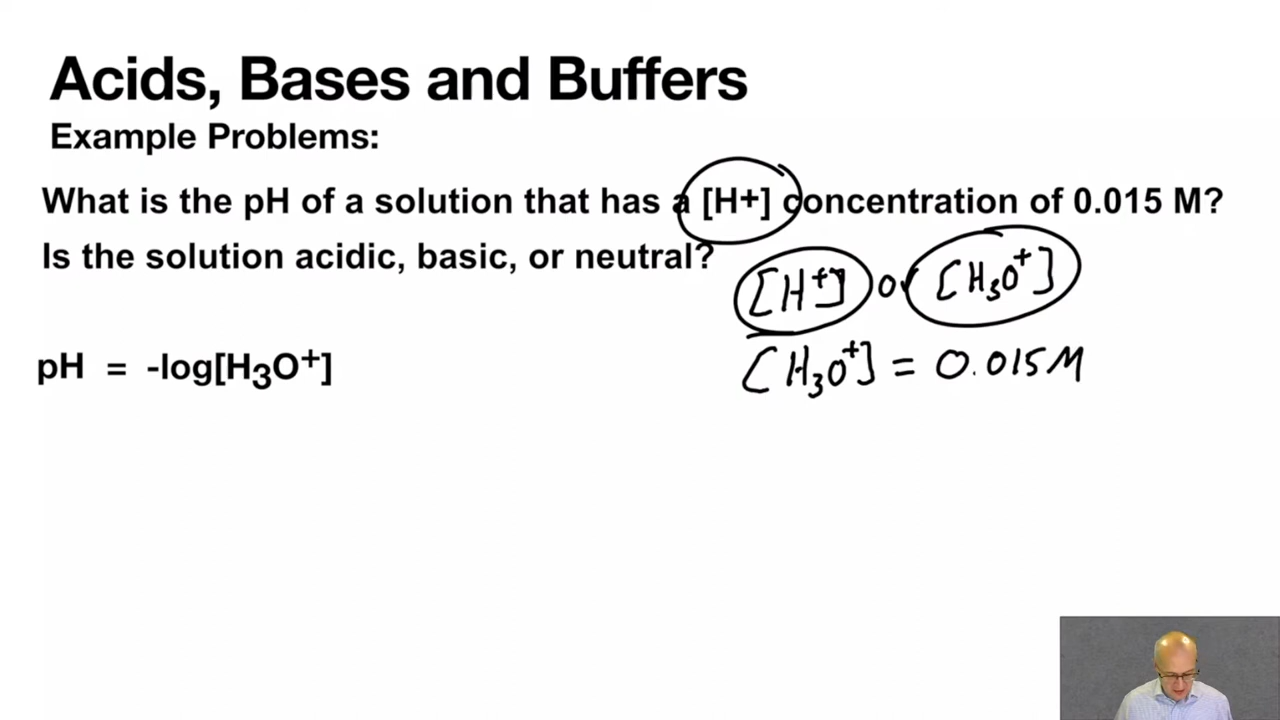 Acids, Bases and Buffers
Example Problems:
What is the pH of a solution that has a [H+] concentration of 0.015 M?
Is the solution acidic, basic, or neutral?
[H⁺] or [H₃O⁺]
pH = -log[H₃O⁺]
[H₃O⁺] = 0.015M